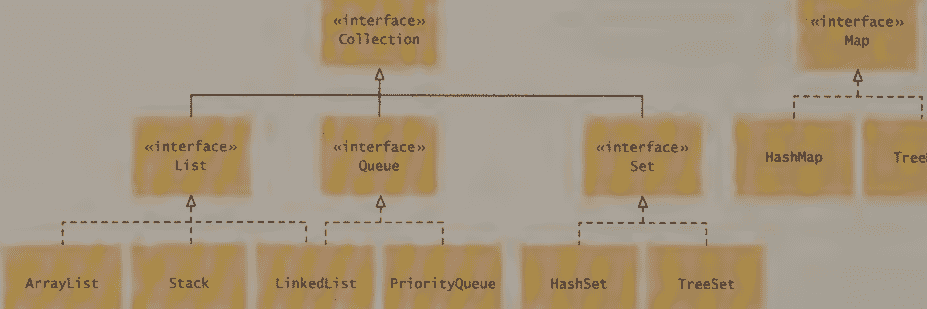 «interface»
Collection
«interface»
Map
«interface»
List
«interface»
Queue
«interface»
Set
HashMap
ArrayList
Stack
LinkedList
PriorityQueue
HashSet
TreeSet